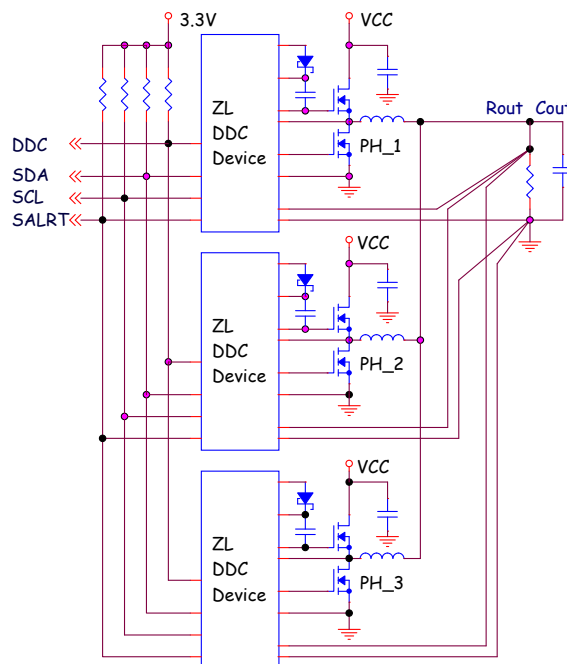 3.3V
VCC
ZL
DDC
Device
PH_1
Rout Cout
DDC
SDA
SCL
SALRT
VCC
ZL
DDC
Device
PH_2
VCC
ZL
DDC
Device
PH_3